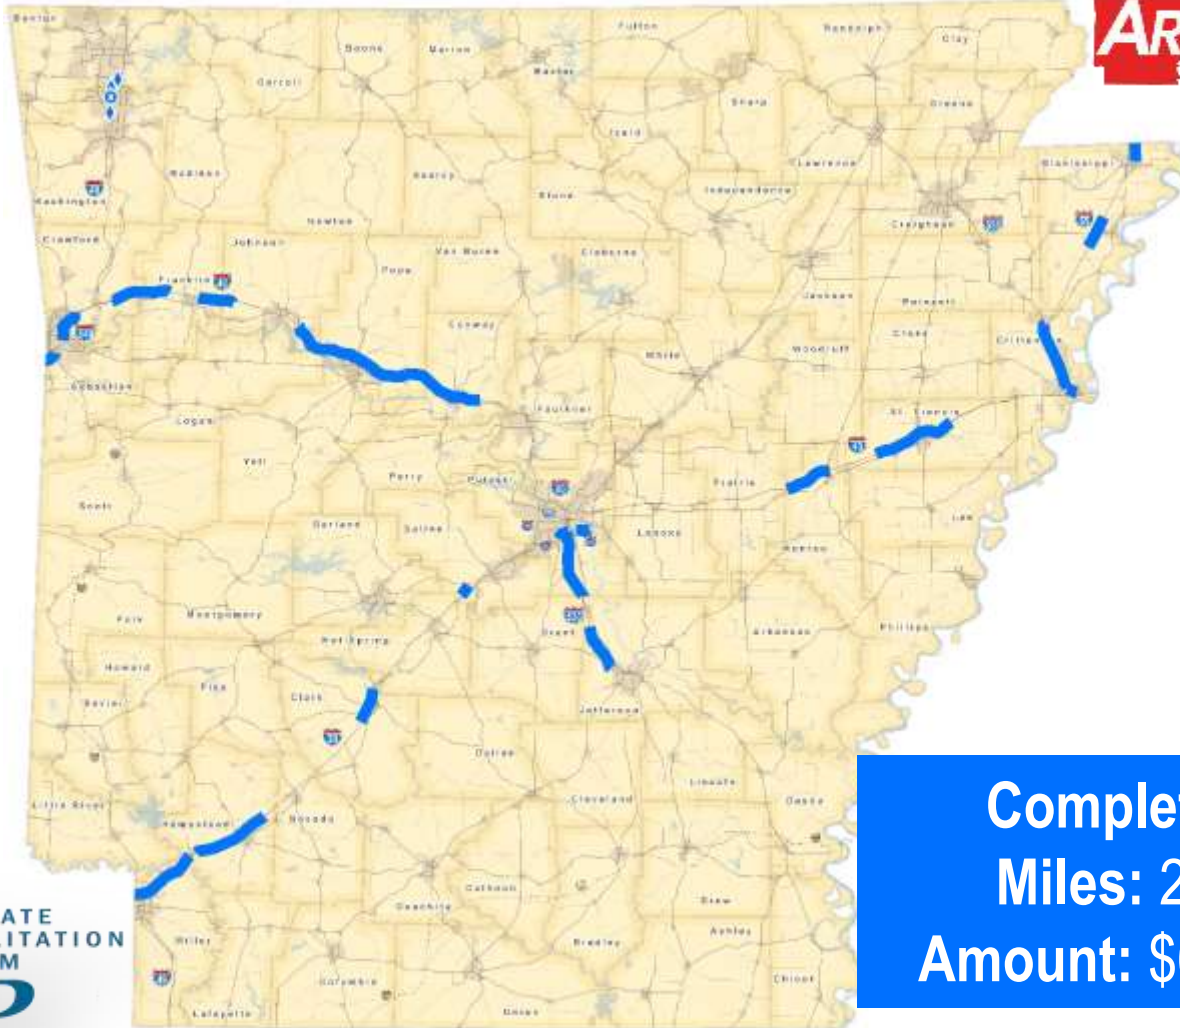 AR
Benton
Boone
Marion
Fulton
Randolph
Clay
Carroll
Baxter
Sharp
Greene
Izard
Madison
Searcy
Stone
Lawrence
Independence
Mississippi
Washington
Newton
Craighead
Crawford
Johnson
Van Buren
Cleburne
Franklin
Pope
Jackson
Poinsett
Conway
White
Woodruff
Cross
Crittenden
Sebastian
Logan
Faulkner
St. Francis
Yell
Perry
Pulaski
Prairie
Scott
Garland
Saline
Lonoke
Lee
Monroe
Polk
Montgomery
Hot Spring
Grant
Arkansas
Phillips
Howard
Pike
Clark
Sevier
Jefferson
Dallas
Lincoln
Little River
Hempstead
Nevada
Cleveland
Desha
Calhoun
Ouachita
Drew
Miller
Bradley
Ashley
Columbia
Chicot
Lafayette
Union
Complet
Miles: 2
Amount: $
ATE
ITATION
M